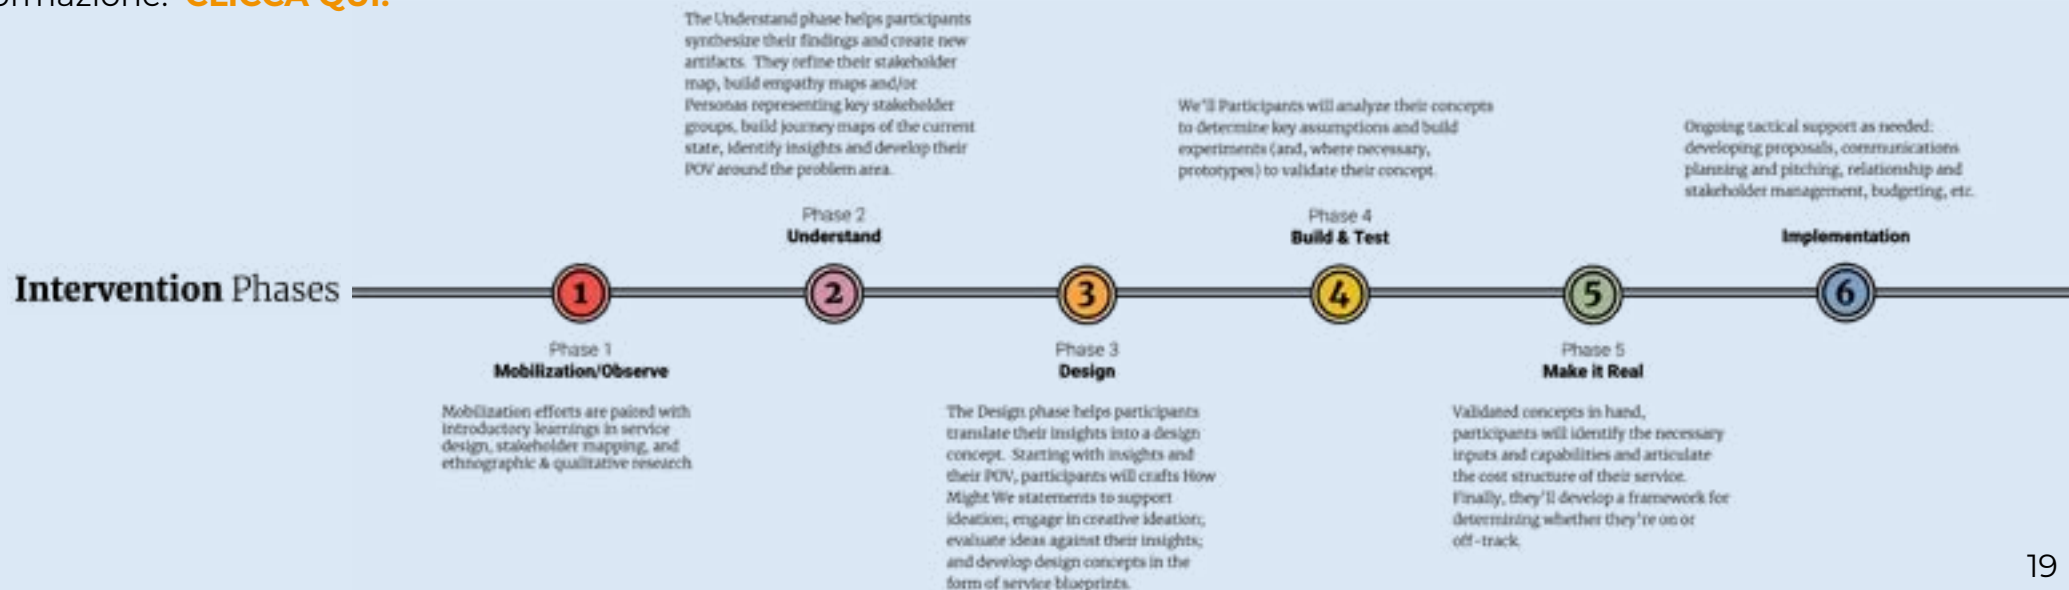 ormazione. CLICCA QUI.
The Understand phase helps participants
synthesize their findings and create new
artifacts. They refine their stakeholder
map, build empathy maps and/or
Personas representing key stakeholder
groups, build journey maps of the current
state, identify insights and develop their
POV around the problem area.
Phase 2
Understand
We'll Participants will analyze their concepts
to determine key assumptions and build
experiments (and, where necessary,
prototypes) to validate their concept.
Phase 4
Build & Test
Ongoing tactical support as needed:
developing proposals, communications
planning and pitching, relationship and
stakeholder management, budgeting, etc.
Implementation
Intervention Phases
1
2
3
4
5
6
Phase 1
Mobilization/Observe
Mobilization efforts are paired with
introductory learnings in service
design, stakeholder mapping, and
ethnographic & qualitative research
Phase 3
Design
The Design phase helps participants
translate their insights into a design
concept. Starting with insights and
their POV, participants will crafts How
Might We statements to support
ideation; engage in creative ideation;
evaluate ideas against their insights;
and develop design concepts in the
form of service blueprints.
Phase 5
Make it Real
Validated concepts in hand,
participants will identify the necessary
inputs and capabilities and articulate
the cost structure of their service.
Finally, they'll develop a framework for
determining whether they're on or
off-track.
19